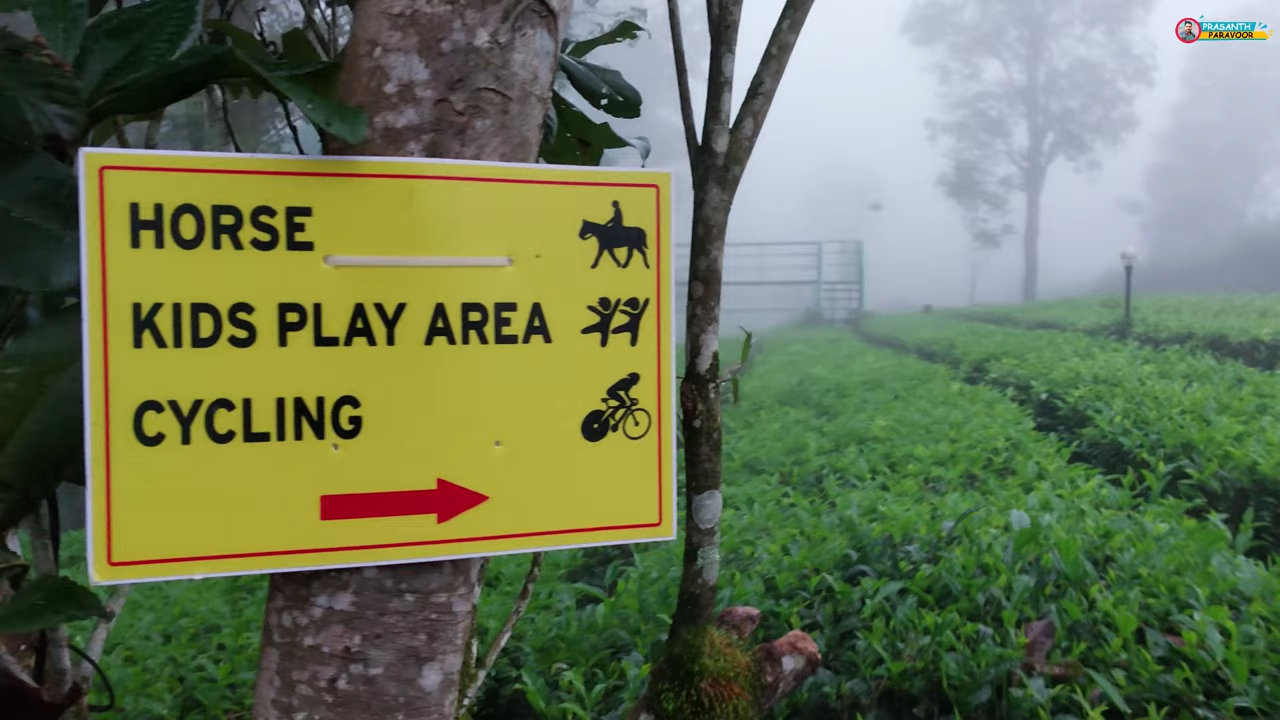 HORSE
KIDS PLAY AREA
CYCLING
PRASANTH
PARAVOOR